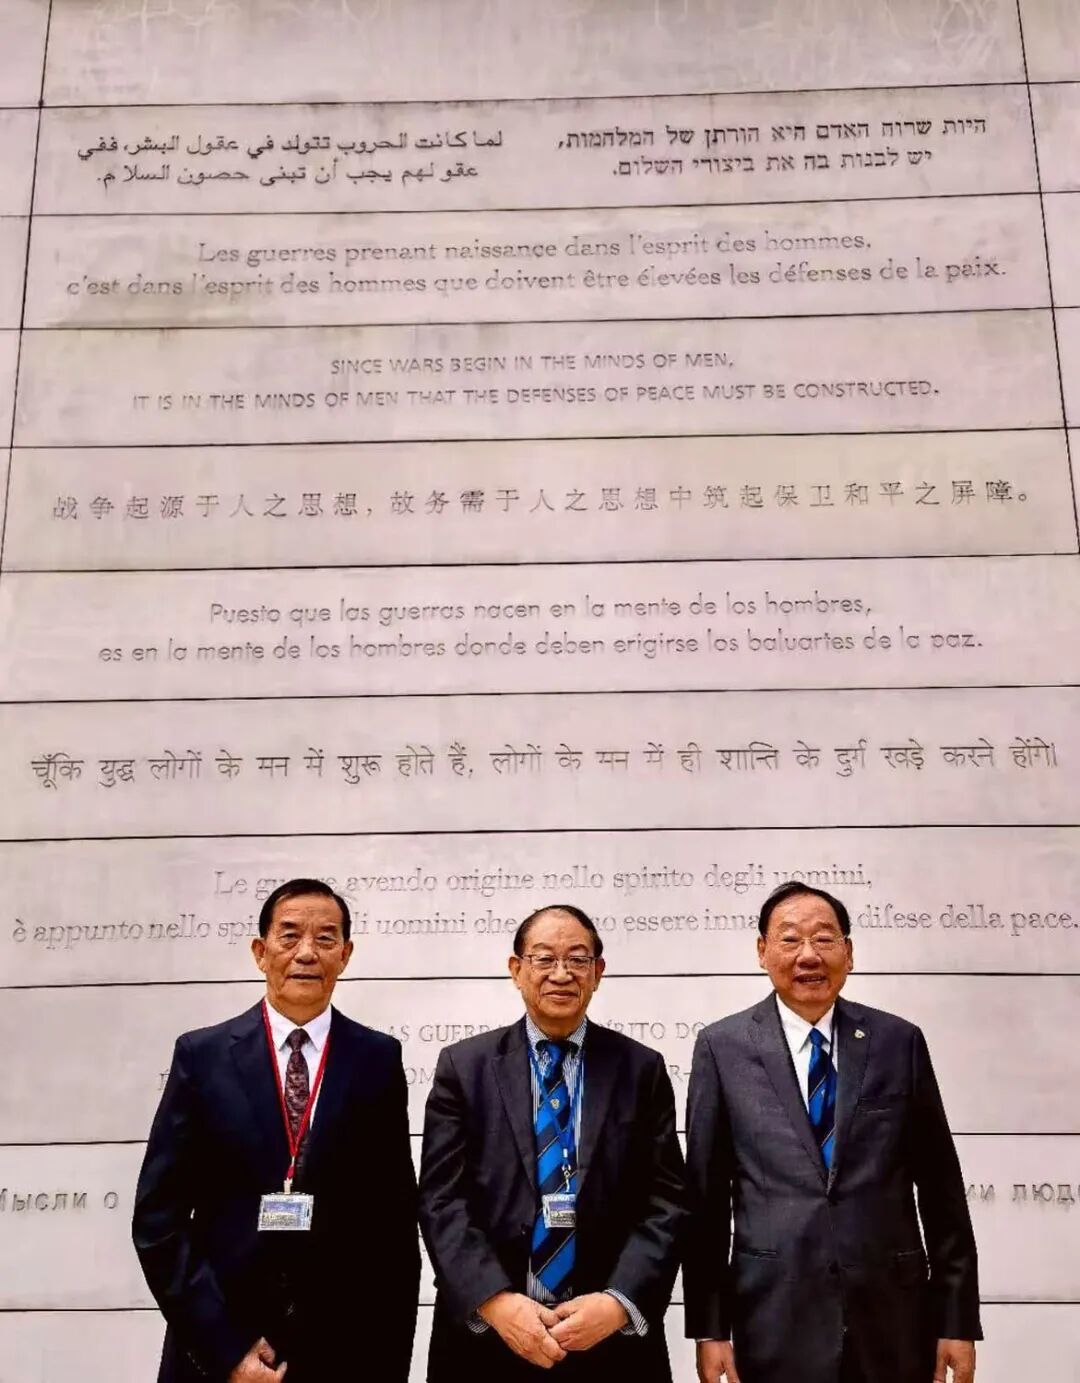 لما كانت الحروب تتولد في عقول البشر، ففي
عقولهم يجب أن تبنى حصون السلام.
היות שרוח האדם היא הורתן של המלחמות,
יש לבנות בה את ביצורי השלום.
Les guerres prenant naissance dans l'esprit des hommes,
c'est dans l'esprit des hommes que doivent être élevées les défenses de la paix.
SINCE WARS BEGIN IN THE MINDS OF MEN,
IT IS IN THE MINDS OF MEN THAT THE DEFENSES OF PEACE MUST BE CONSTRUCTED.
战争起源于人之思想，故务需于人之思想中筑起保卫和平之屏障。
Puesto que las guerras nacen en la mente de los hombres,
es en la mente de los hombres donde deben erigirse los baluartes de la paz.
चूँकि युद्ध लोगों के मन में शुरू होते हैं, लोगों के मन में ही शान्ति के दुर्ग खड़े करने होंगे।
Le avendo origine nello spirito degli uomini,
è appunto nello uomini che essere difese della pace.
AS DO
Мысли о